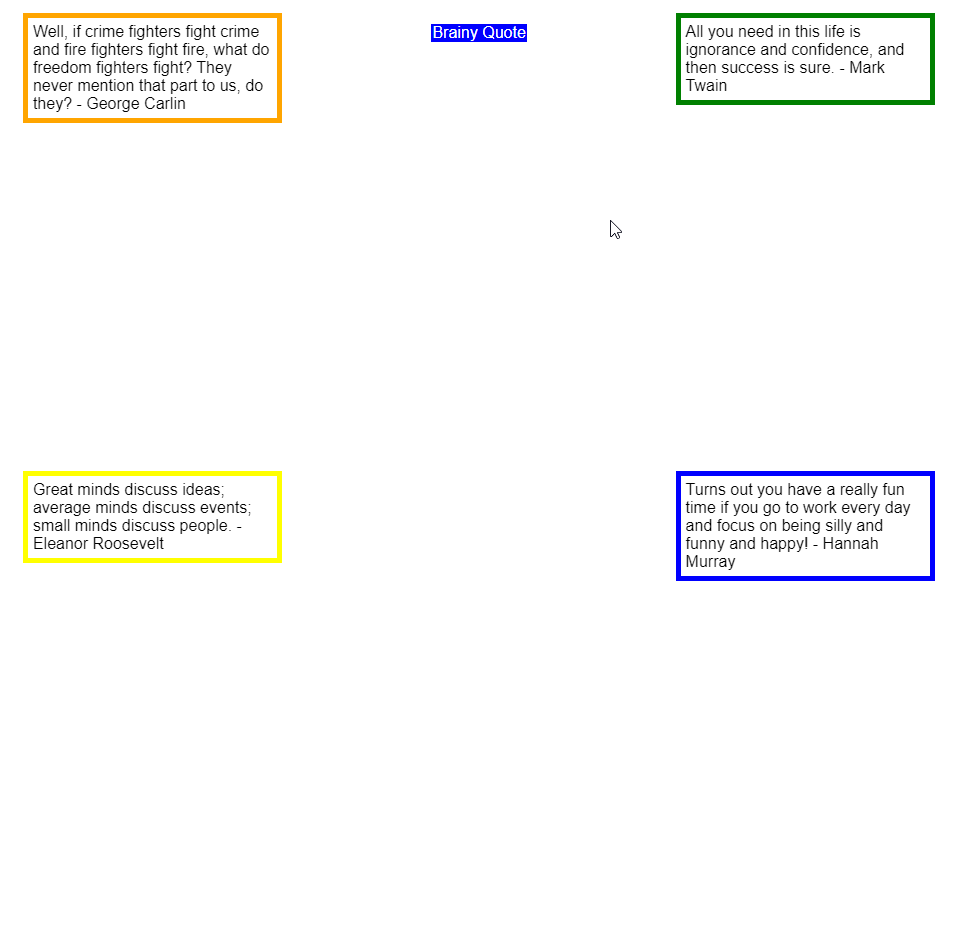 Well, if crime fighters fight crime
and fire fighters fight fire, what do
freedom fighters fight? They
never mention that part to us, do
they? - George Carlin
Brainy Quote
All you need in this life is
ignorance and confidence, and
then success is sure. - Mark
Twain
Great minds discuss ideas;
average minds discuss events;
small minds discuss people. -
Eleanor Roosevelt
Turns out you have a really fun
time if you go to work every day
and focus on being silly and
funny and happy! - Hannah
Murray